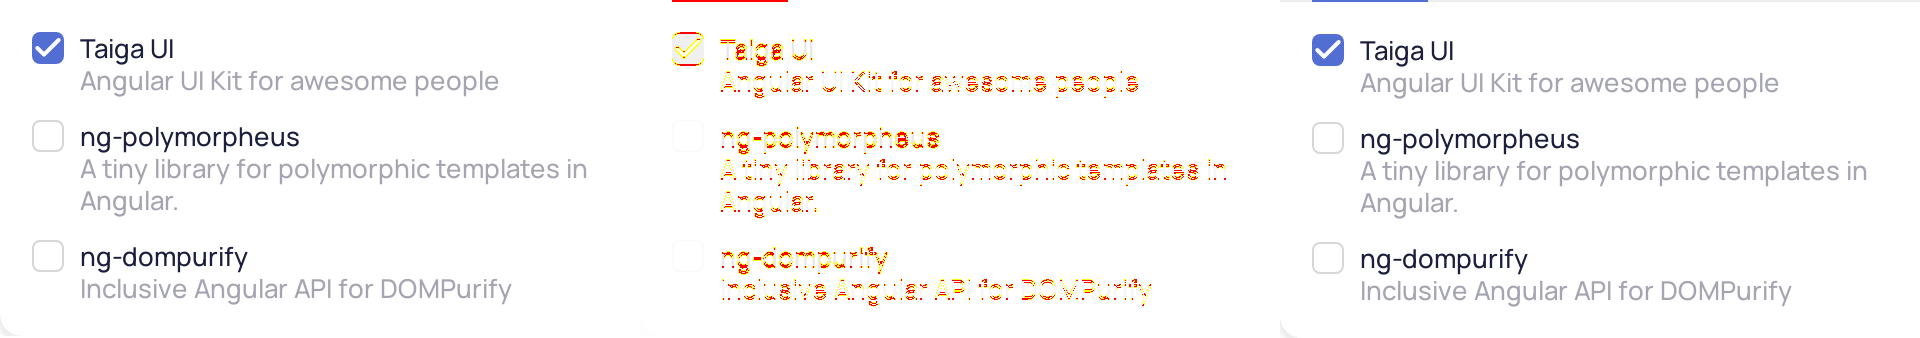 Taiga UI
Angular UI Kit for awesome people
ng-polymorpheus
A tiny library for polymorphic templates in
Angular.
ng-dompurify
Inclusive Angular API for DOMPurify
Taiga UI
Angular UI Kit for awesome people
ng-polymorpheus
A tiny library for polymorphic templates in
Angular.
ng-dompurify
Inclusive Angular API for DOMPurify
Taiga UI
Angular UI Kit for awesome people
ng-polymorpheus
A tiny library for polymorphic templates in
Angular.
ng-dompurify
Inclusive Angular API for DOMPurify